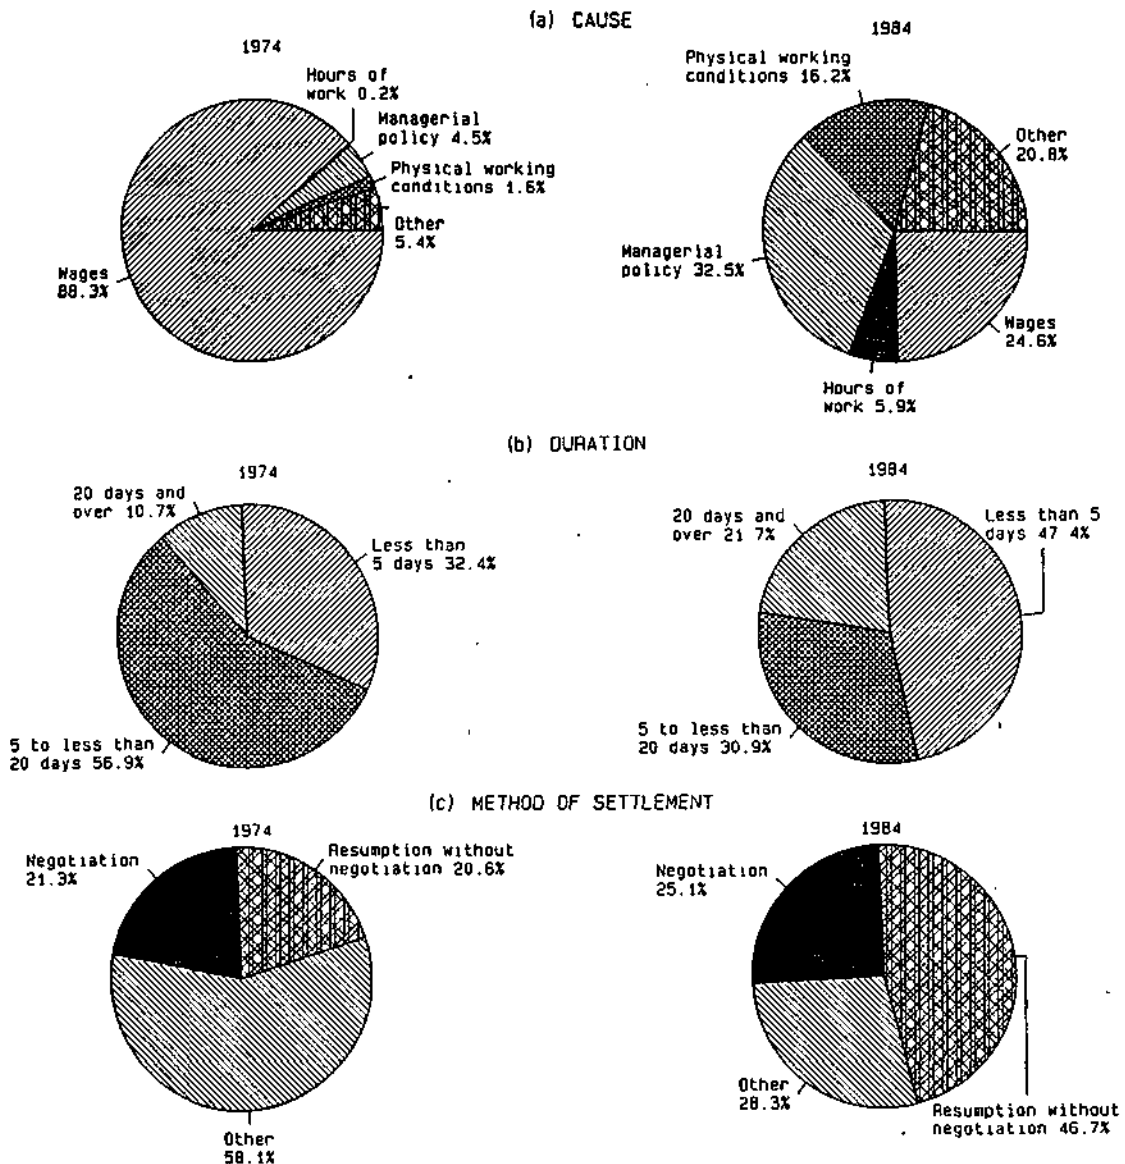 (a) CAUSE
1974
Hours of
work 0.2%
Managerial
policy 4.5%
Physical working
conditions 1.6%
Other
5.4%
Wages
88.3%
1984
Physical working
conditions 16.2%
Other
20.8%
Managerial
policy 32.5%
Wages
24.6%
Hours of
work 5.9%
(b) DURATION
1974
20 days and
over 10.7%
Less than
5 days 32.4%
5 to less than
20 days 56.9%
1984
20 days and
over 21 7%
Less than 5
days 47 4%
5 to less than
20 days 30.9%
(c) METHOD OF SETTLEMENT
1974
Negotiation
21.3%
Resumption without
negotiation 20.6%
Other
58.1%
1984
Negotiation
25.1%
Other
28.3%
Resumption without
negotiation 46.7%